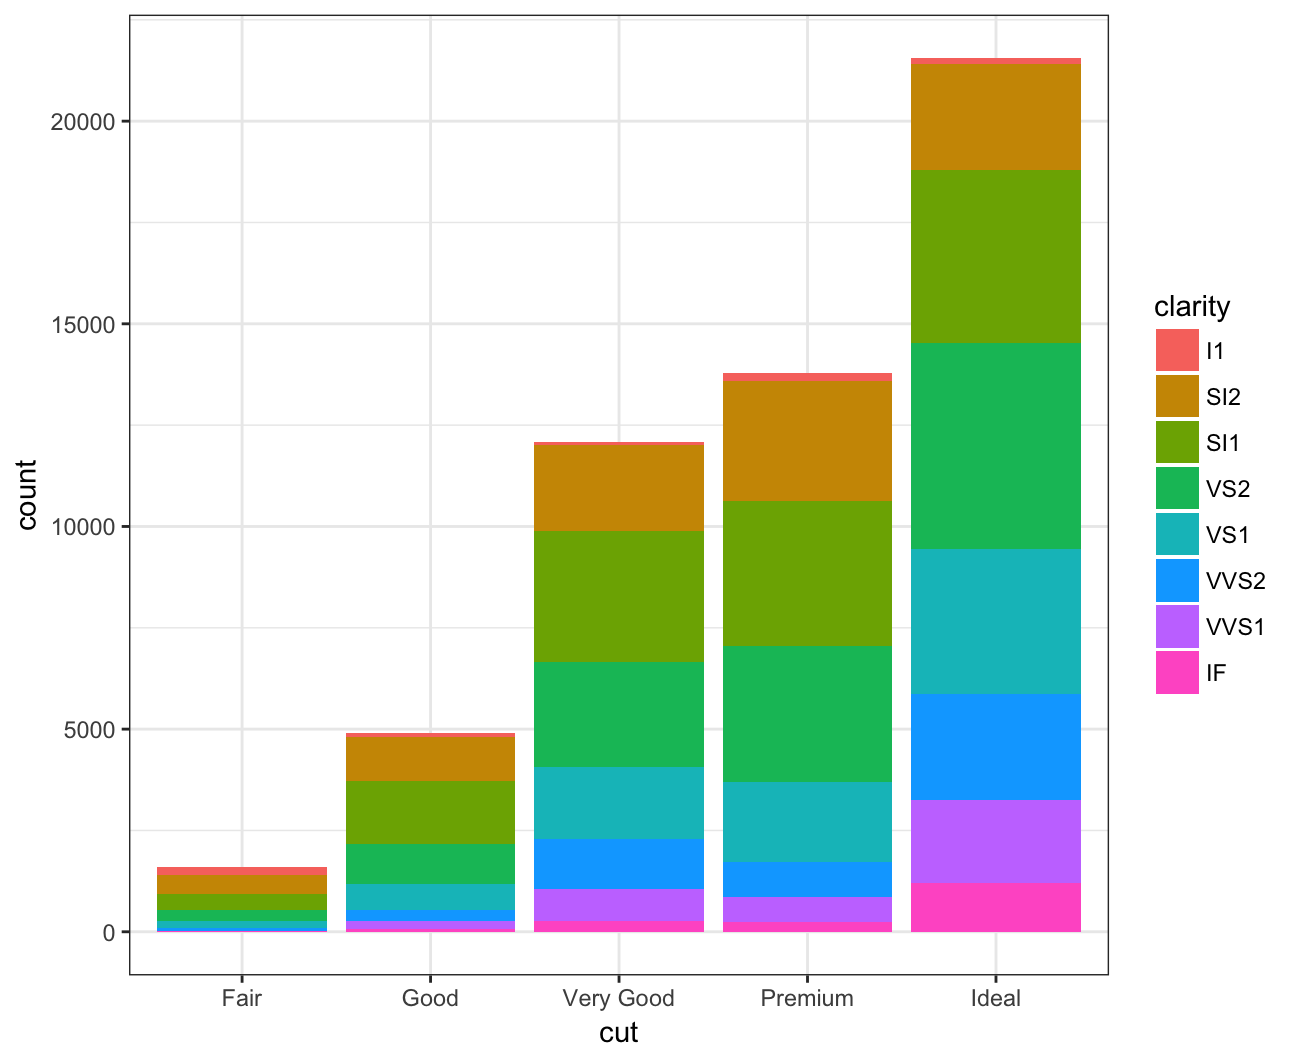 count
20000
15000
10000
5000
0
Fair
Good
Very Good
Premium
Ideal
cut
clarity
I1
SI2
SI1
VS2
VS1
VVS2
VVS1
IF